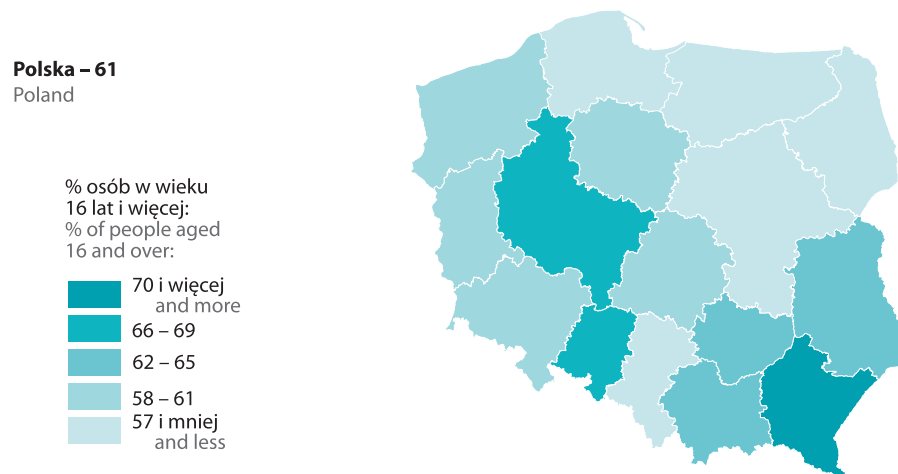 Polska – 61
Poland
% osób w wieku
16 lat i więcej:
% of people aged
16 and over:
70 i więcej
and more
66 – 69
62 – 65
58 – 61
57 i mniej
and less